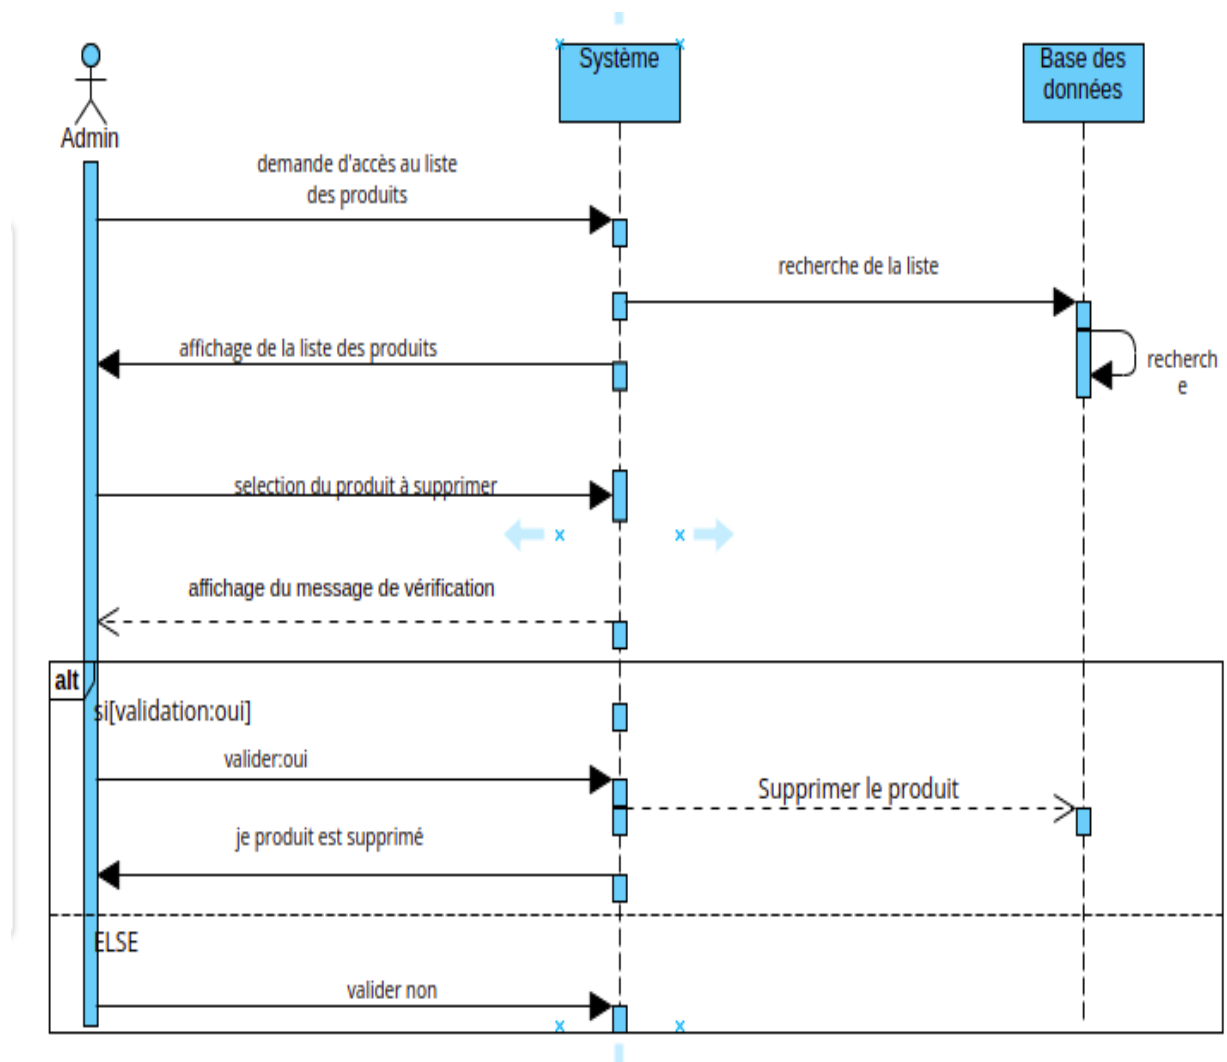 Système
Base des
données
Admin
demande d'accès au liste
des produits
recherche de la liste
affichage de la liste des produits
recherch
e
selection du produit à supprimer
affichage du message de vérification
alt
si[validation:oui]
valider:oui
Supprimer le produit
je produit est supprimé
ELSE
valider non